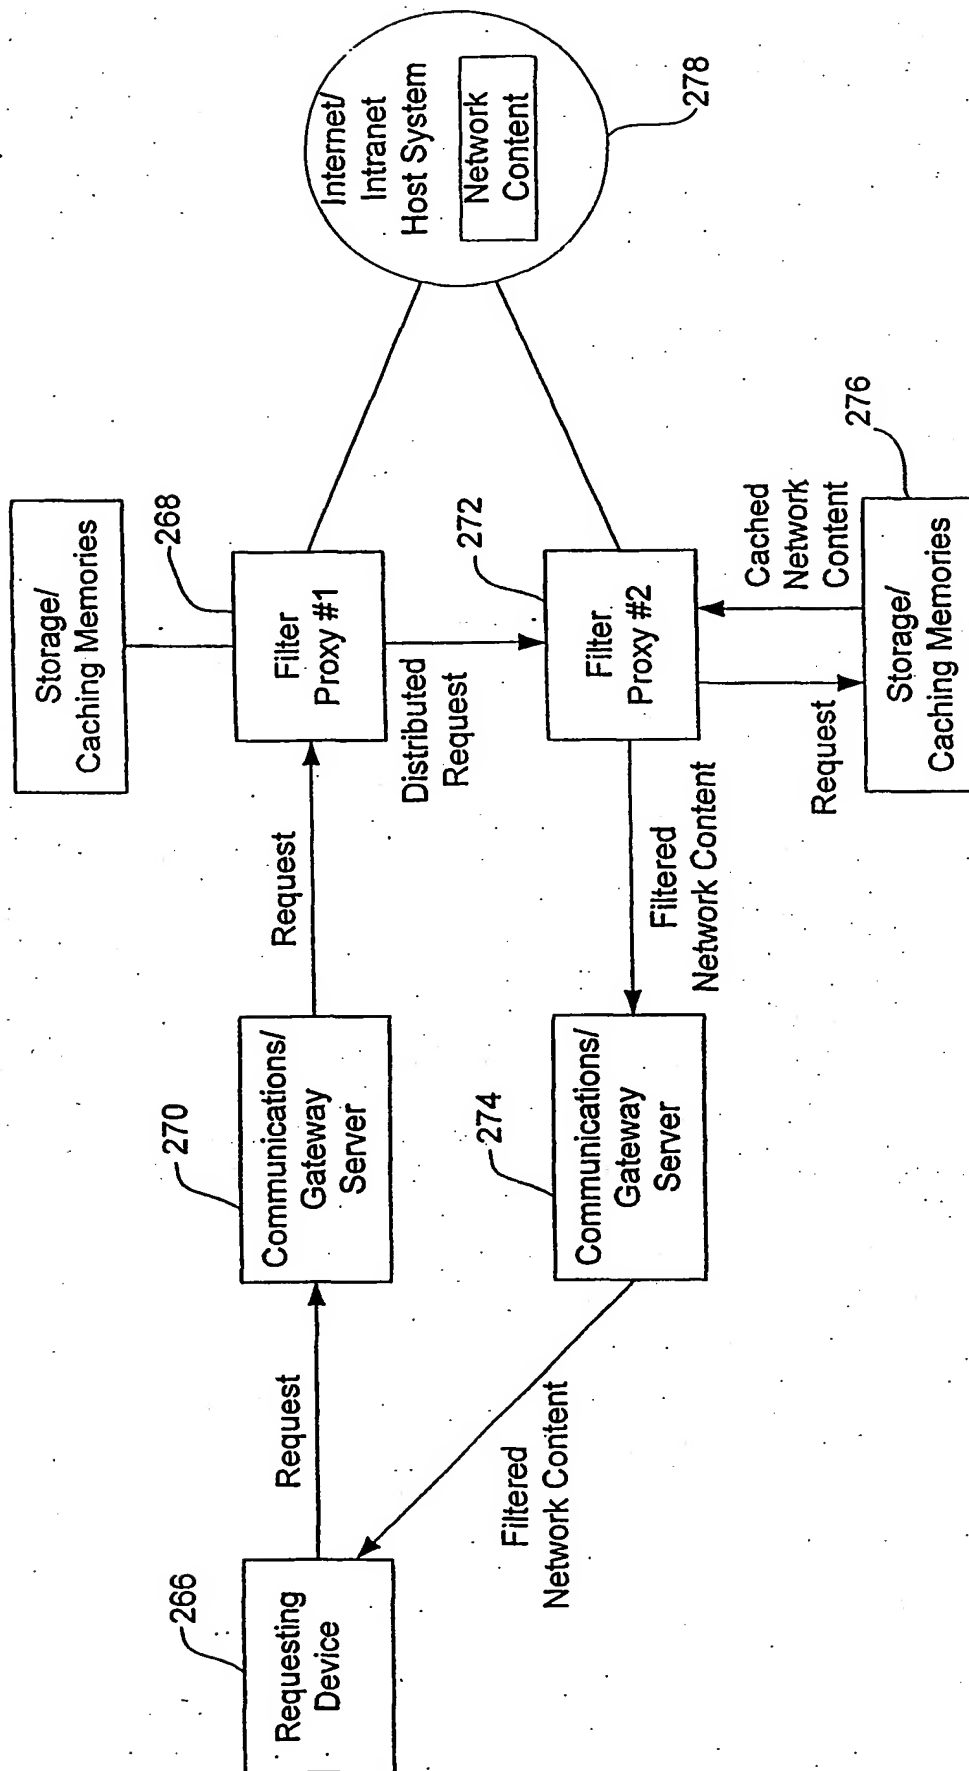 Storage/
Caching Memories
268
Internet/
Intranet
Host System
Network
Content
278
Filter
Proxy #1
Request
Communications/
Gateway
Server
270
Request
Requesting
Device
266
Distributed
Request
272
Filter
Proxy #2
Filtered
Network Content
Communications/
Gateway
Server
274
Filtered
Network Content
Cached
Network
Content
Request
276
Storage/
Caching Memories